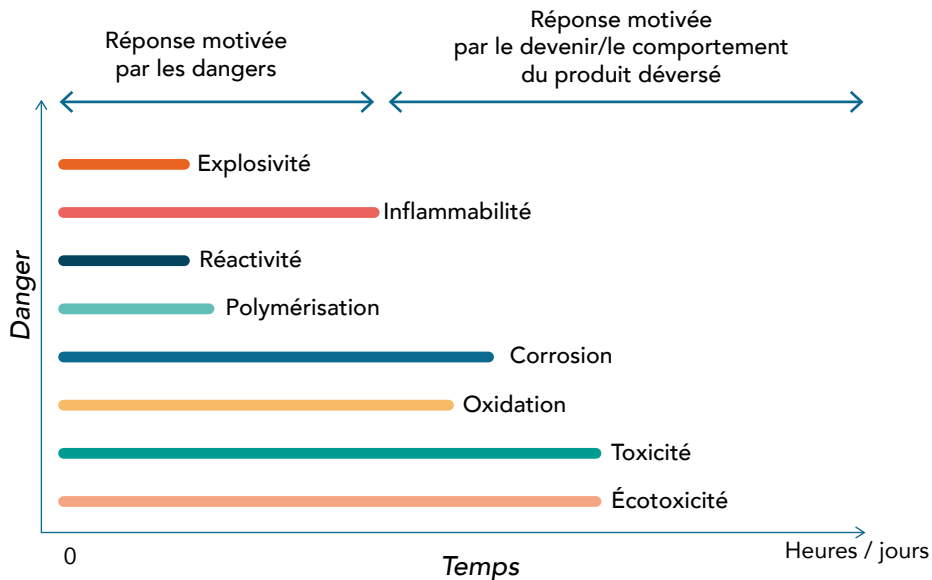 Réponse motivée
par les dangers
Réponse motivée
par le devenir/le comportement
du produit déversé
Danger
Explosivité
Inflammabilité
Réactivité
Polymérisation
Corrosion
Oxidation
Toxicité
Écotoxicité
0
Temps
Heures / jours